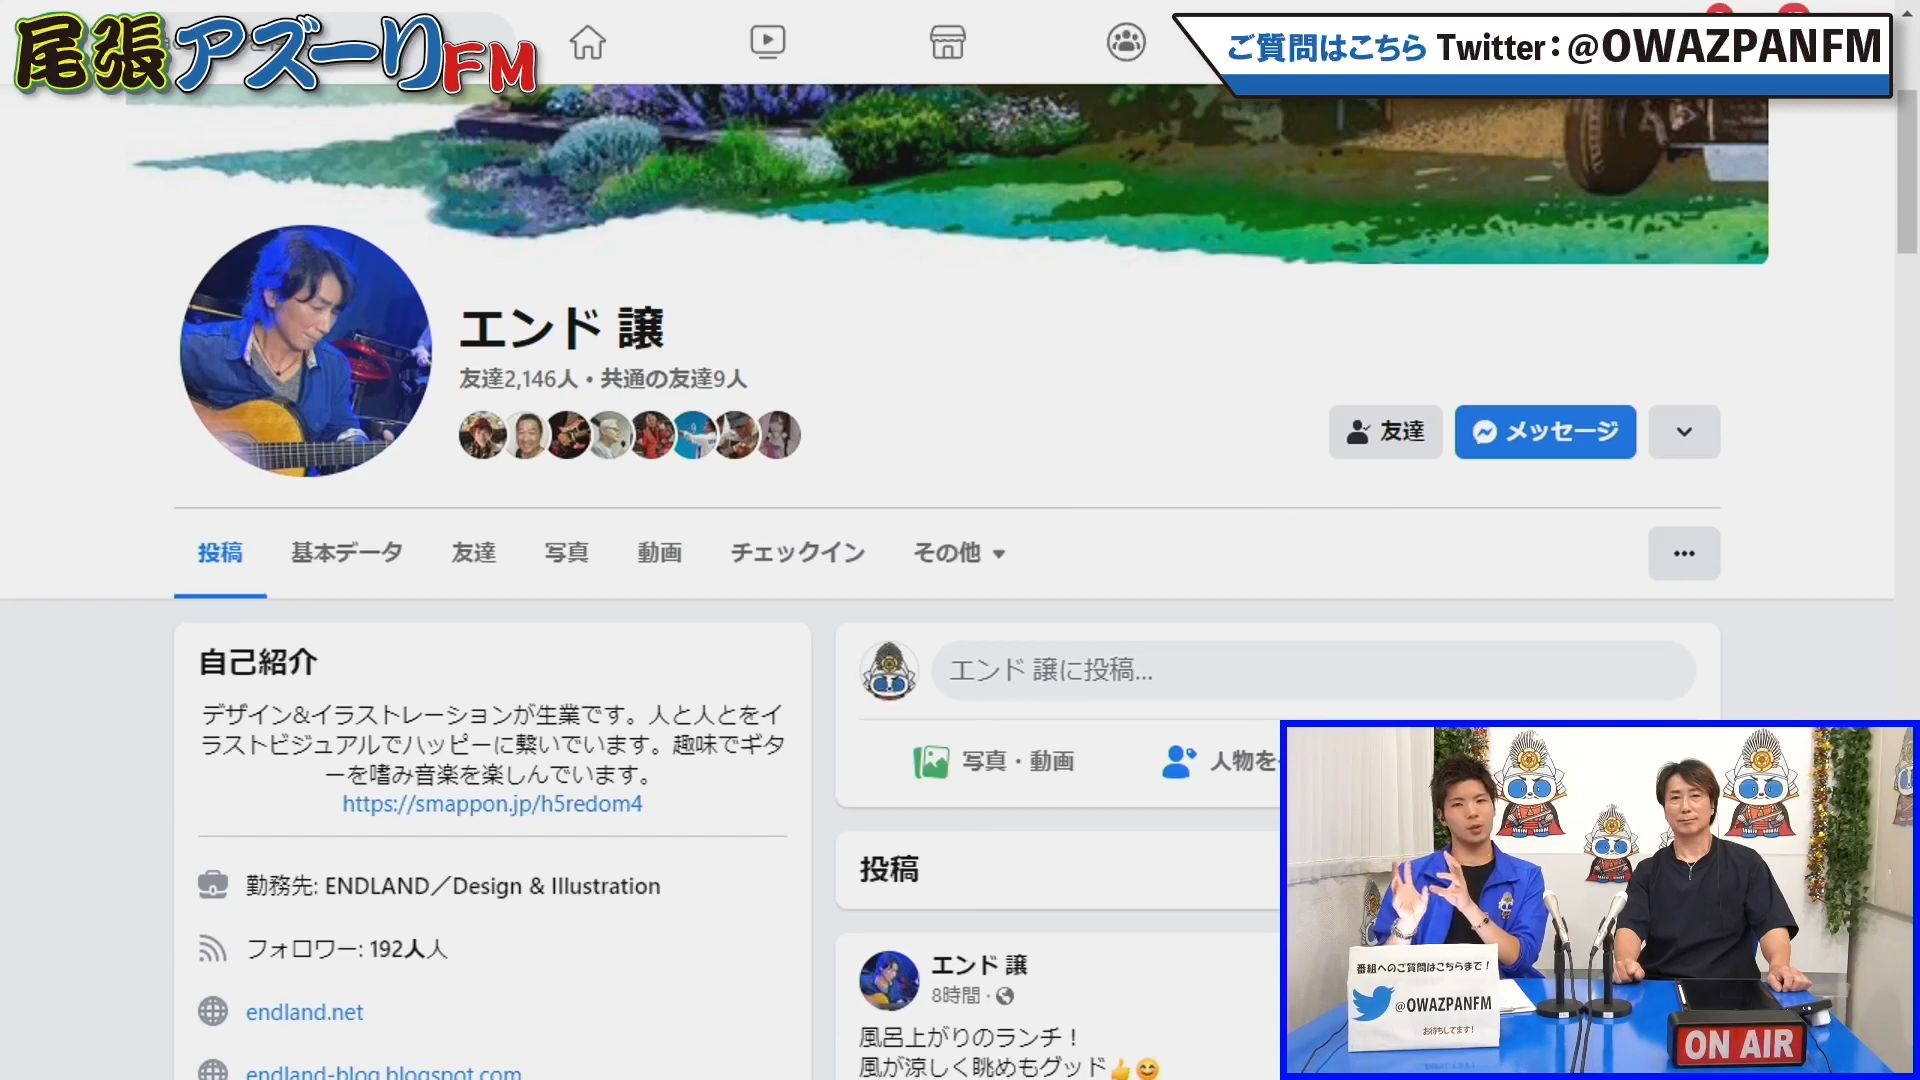 尾張アズーりFM
ご質問はこちら Twitter：@OWAZPANFM
エンド 譲
友達2,146人・共通の友達9人
友達
メッセージ
投稿
基本データ
友達
写真
動画
チェックイン
その他
自己紹介
デザイン&イラストレーションが生業です。人と人とをイ
ラストビジュアルでハッピーに繋いでいます。趣味でギタ
ーを嗜み音楽を楽しんでいます。
https://smappon.jp/h5redom4
勤務先: ENDLAND／Design & Illustration
フォロワー: 192人人
endland.net
endland-blog.blogspot.com
エンド 譲に投稿...
写真・動画
人物を
投稿
エンド 譲
8時間
風呂上がりのランチ！
風が涼しく眺めもグッド👍😊
番組へのご質問はこちらまで！
@OWAZPANFM
お待ちしてます!
ON AIR